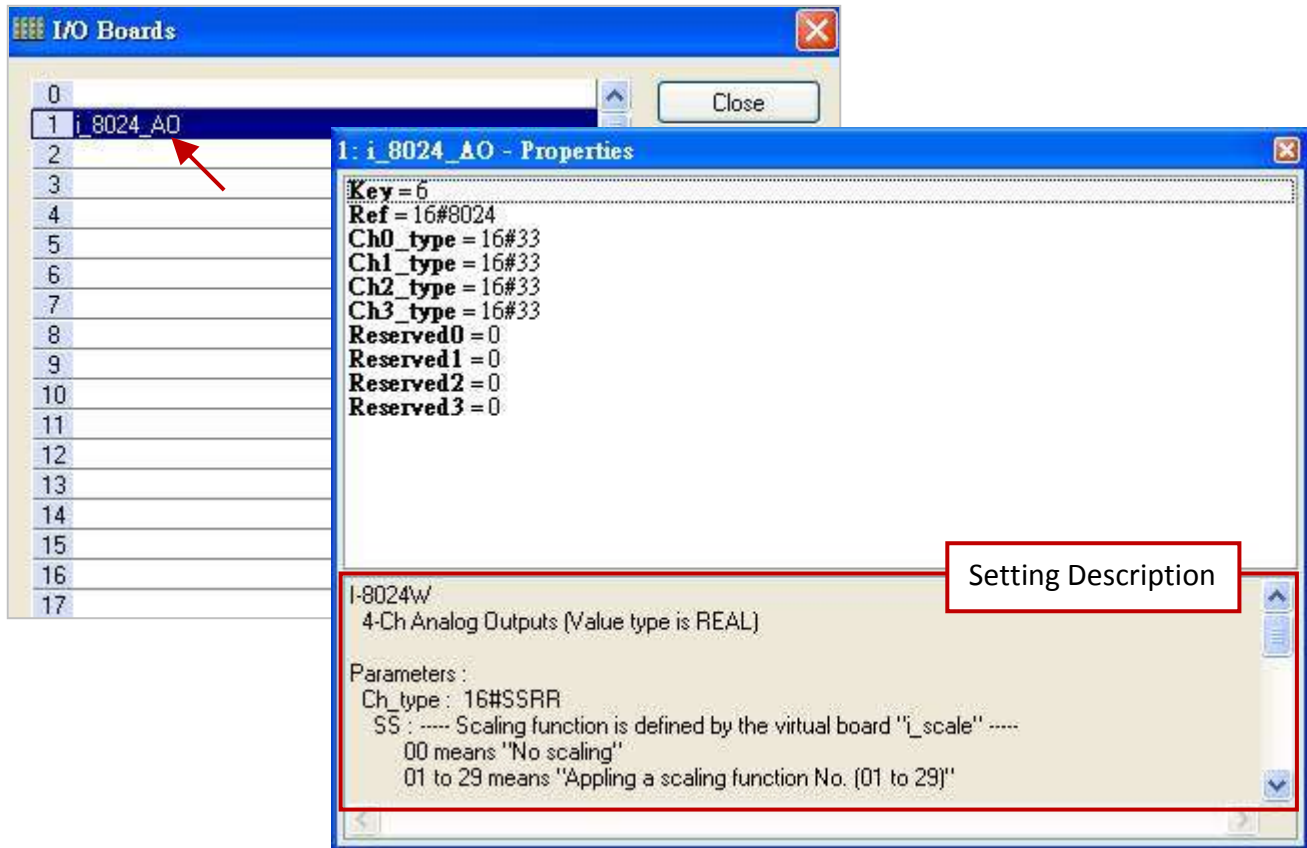 I/O Boards
Close
0
1 i_8024_AO
2
3
4
5
6
7
8
9
10
11
12
13
14
15
16
17
1: i_8024_AO - Properties
Key = 6
Ref = 16#8024
Ch0_type = 16#33
Ch1_type = 16#33
Ch2_type = 16#33
Ch3_type = 16#33
Reserved0 = 0
Reserved1 = 0
Reserved2 = 0
Reserved3 = 0
Setting Description
I-8024W
4-Ch Analog Outputs (Value type is REAL)
Parameters :
Ch_type : 16#SSRR
SS : ----- Scaling function is defined by the virtual board "i_scale" -----
00 means "No scaling"
01 to 29 means "Appling a scaling function No. (01 to 29)"